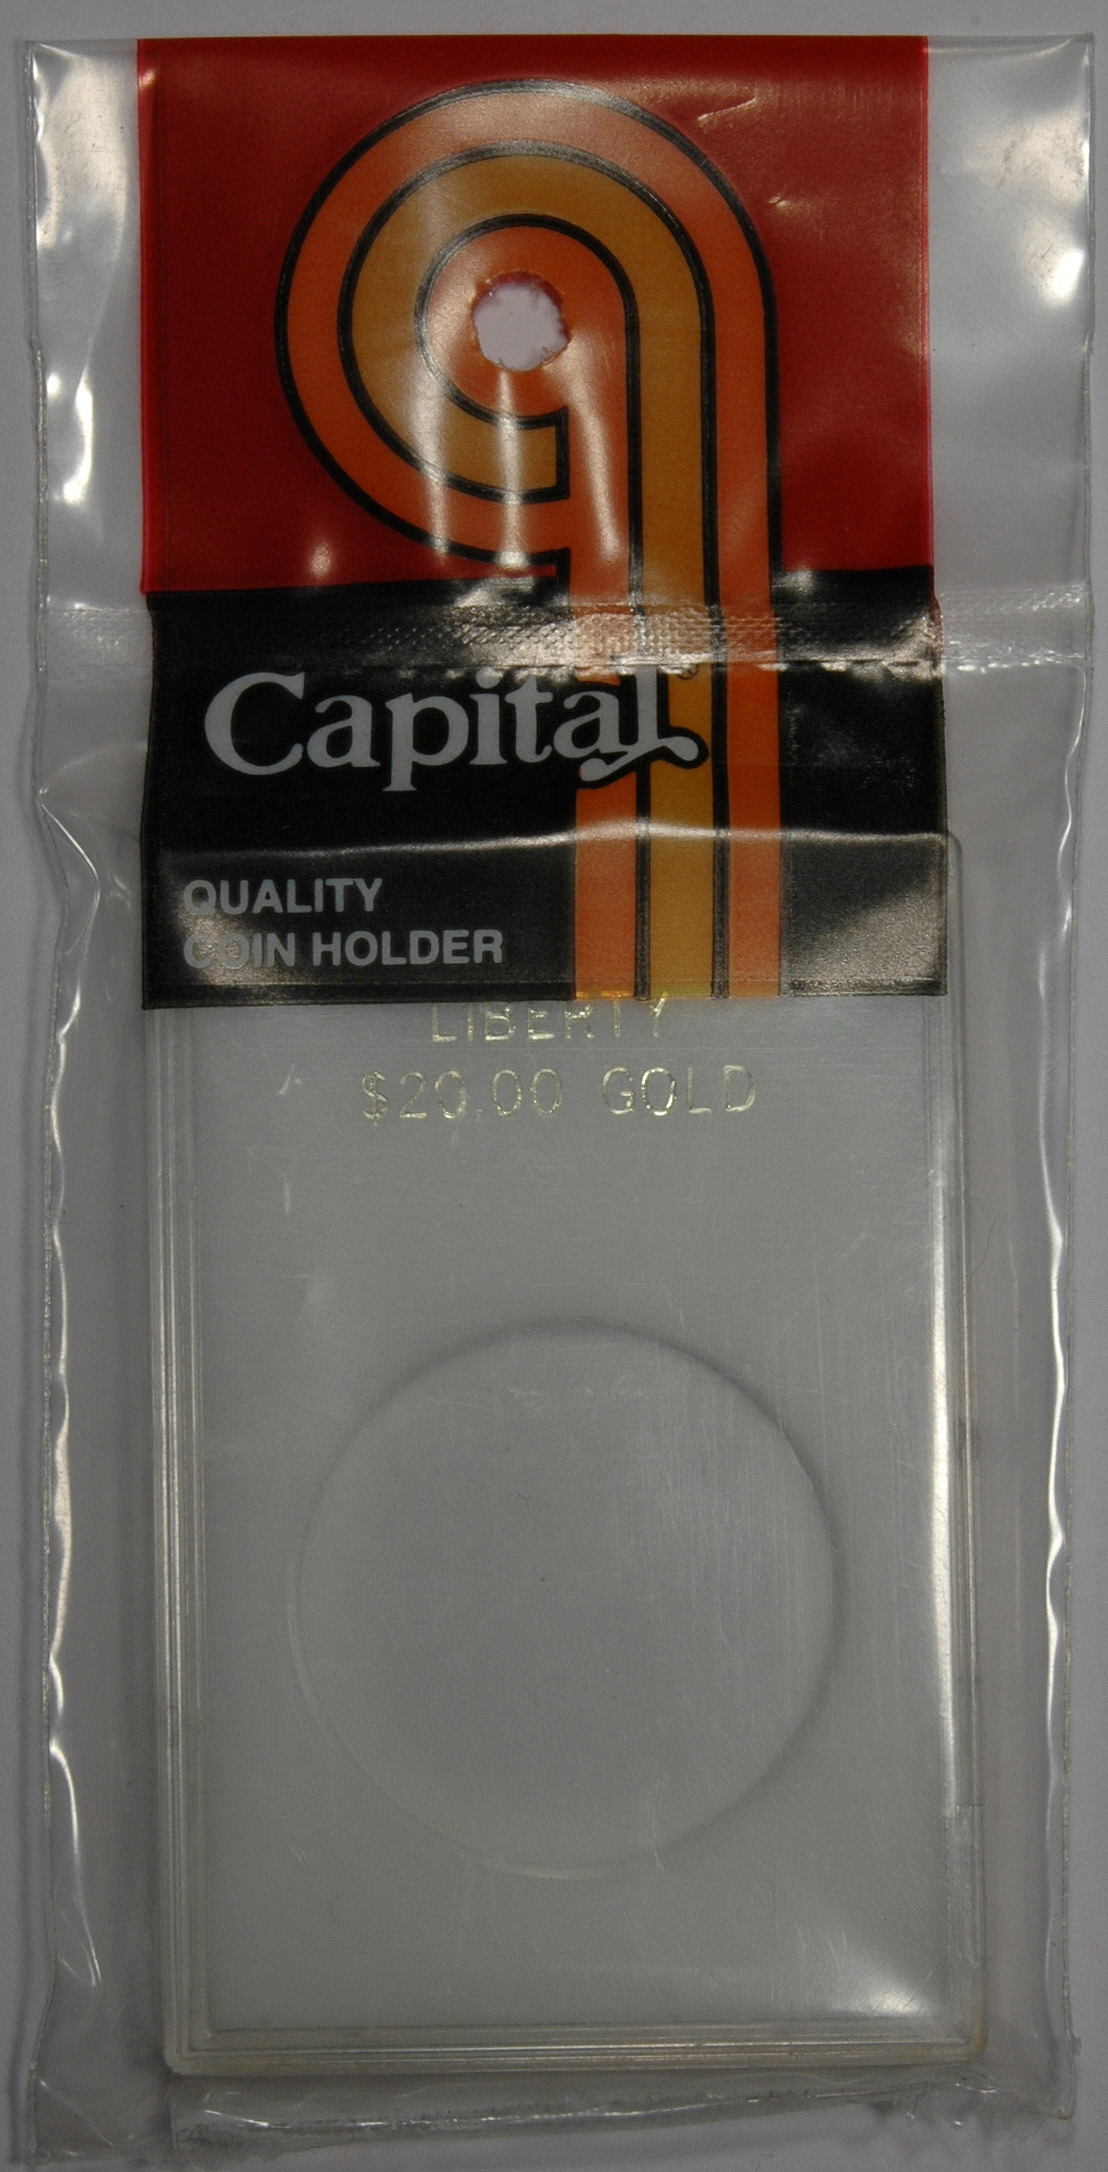 Capital
QUALITY
COIN HOLDER
LIBERTY
$20.00 GOLD